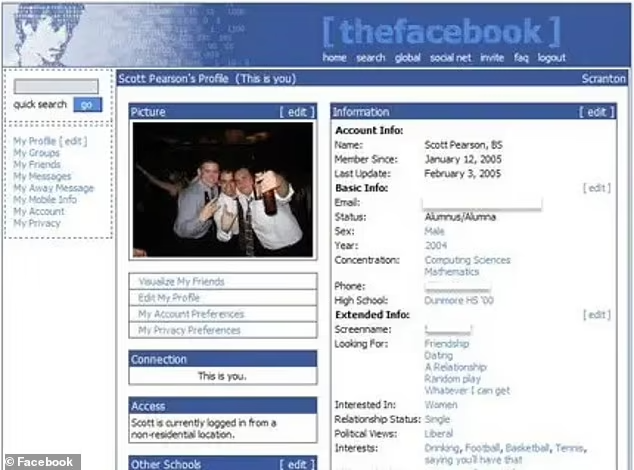 [ thefacebook ]
home search global social net invite faq logout
quick search go
My Profile [ edit ]
My Groups
My Friends
My Messages
My Away Message
My Mobile Info
My Account
My Privacy
Scott Pearson's Profile (This is you) Scranton
Picture [ edit ]
Visualize My Friends
Edit My Profile
My Account Preferences
My Privacy Preferences
Connection
This is you.
Access
Scott is currently logged in from a
non-residential location.
Other Schools [ edit ]
Information [ edit ]
Account Info:
Name: Scott Pearson, BS
Member Since: January 12, 2005
Last Update: February 3, 2005
Basic Info: [ edit ]
Email:
Status: Alumnus/Alumna
Sex: Male
Year: 2004
Concentration: Computing Sciences
Mathematics
Phone:
High School: Dunmore HS '00
Extended Info: [ edit ]
Screenname:
Looking For: Friendship
Dating
A Relationship
Random play
Whatever I can get
Interested In: Women
Relationship Status: Single
Political Views: Liberal
Interests: Drinking, Football, Basketball, Tennis,
saying you'll have that
© Facebook